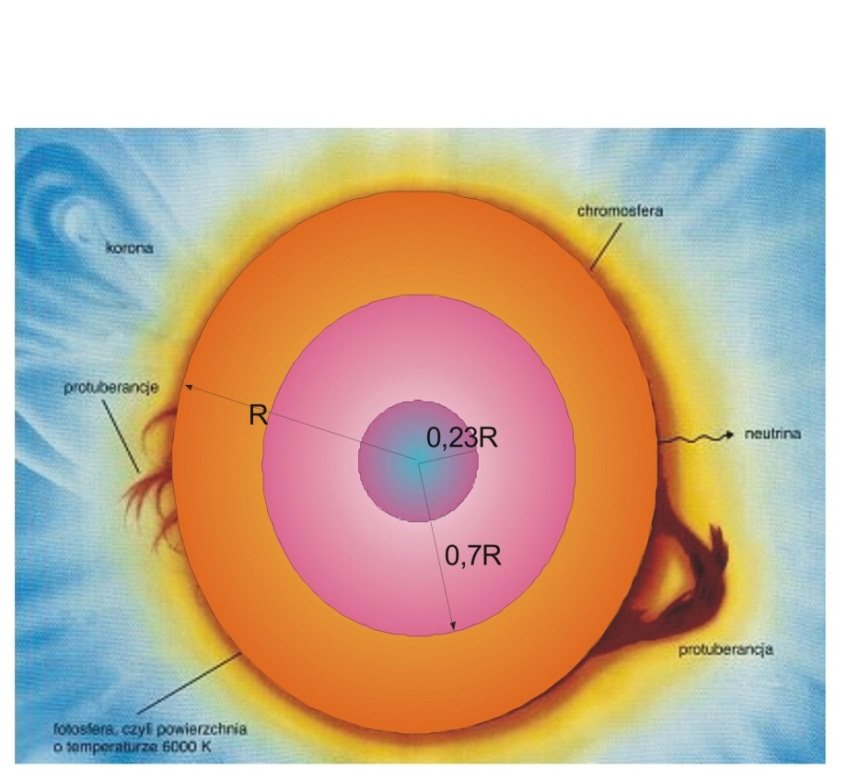 chromosfera
korona
protuberancje
R
0,23R
neutrina
0,7R
protuberancja
fotosfera, czyli powierzchnia
o temperaturze 6000 K